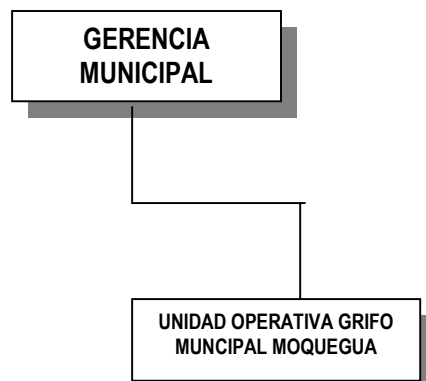 GERENCIA
MUNICIPAL
UNIDAD OPERATIVA GRIFO
MUNCIPAL MOQUEGUA